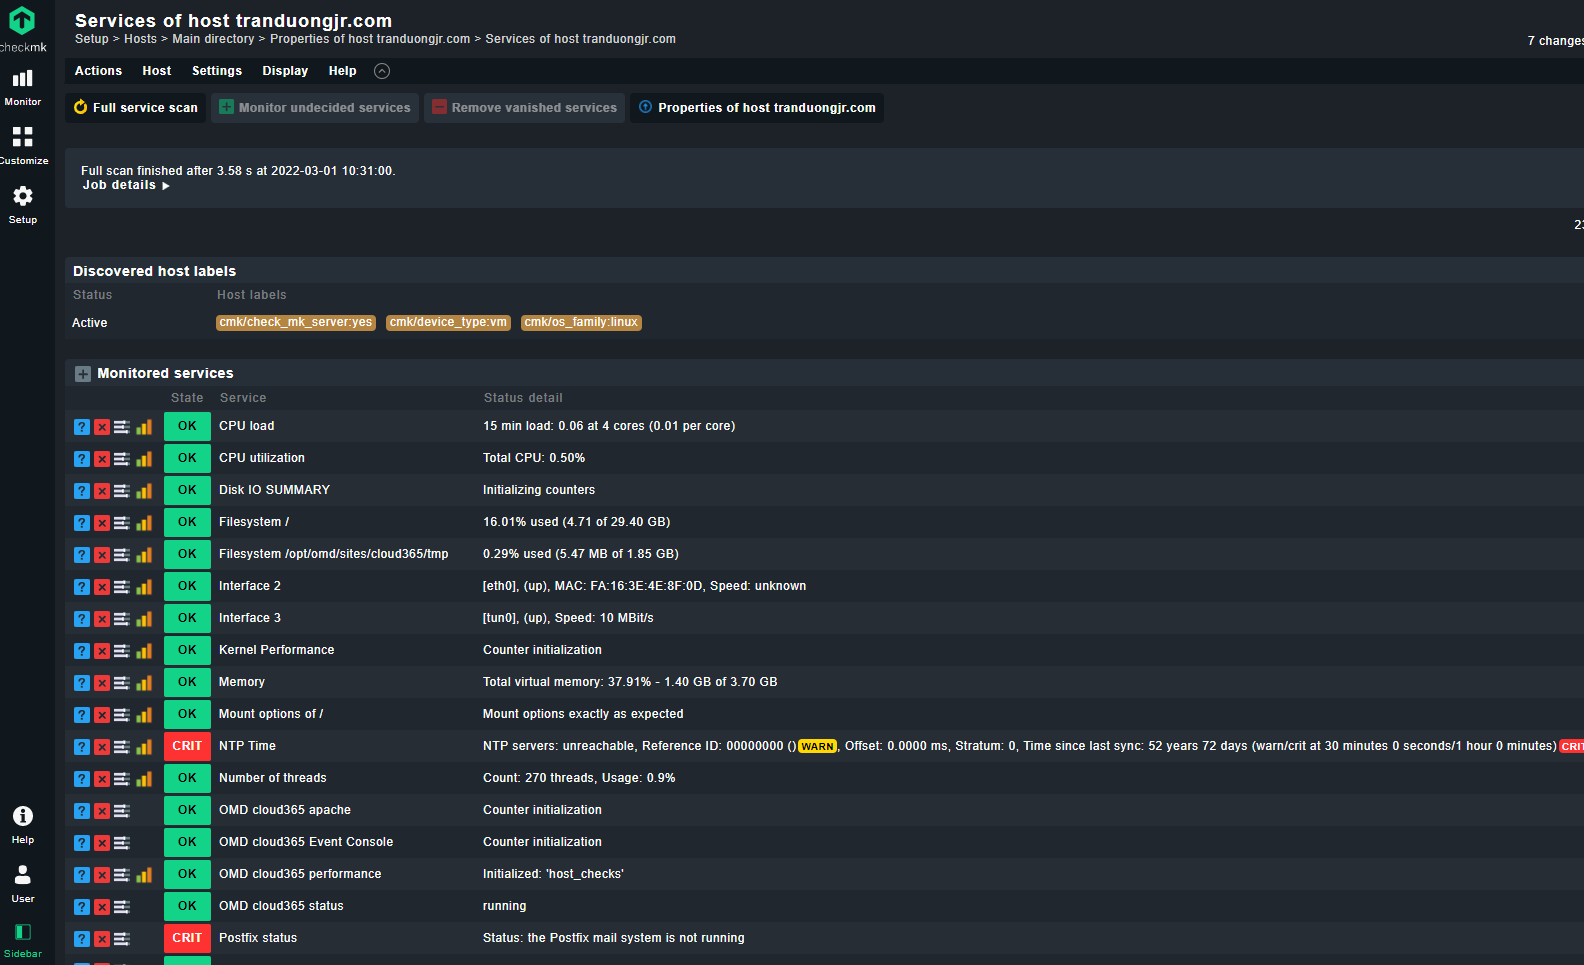 Services of host tranduongjr.com
Setup > Hosts > Main directory > Properties of host tranduongjr.com > Services of host tranduongjr.com
7 changes
checkmk
Monitor
Customize
Setup
Actions Host Settings Display Help
Full service scan Monitor undecided services Remove vanished services Properties of host tranduongjr.com
Full scan finished after 3.58 s at 2022-03-01 10:31:00.
Job details
23
Discovered host labels
Status Host labels
Active cmk/check_mk_server:yes cmk/device_type:vm cmk/os_family:linux
Monitored services
State Service Status detail
OK CPU load 15 min load: 0.06 at 4 cores (0.01 per core)
OK CPU utilization Total CPU: 0.50%
OK Disk IO SUMMARY Initializing counters
OK Filesystem / 16.01% used (4.71 of 29.40 GB)
OK Filesystem /opt/omd/sites/cloud365/tmp 0.29% used (5.47 MB of 1.85 GB)
OK Interface 2 [eth0], (up), MAC: FA:16:3E:4E:8F:0D, Speed: unknown
OK Interface 3 [tun0], (up), Speed: 10 MBit/s
OK Kernel Performance Counter initialization
OK Memory Total virtual memory: 37.91% - 1.40 GB of 3.70 GB
OK Mount options of / Mount options exactly as expected
CRIT NTP Time NTP servers: unreachable, Reference ID: 00000000 () WARN, Offset: 0.0000 ms, Stratum: 0, Time since last sync: 52 years 72 days (warn/crit at 30 minutes 0 seconds/1 hour 0 minutes) CRIT
OK Number of threads Count: 270 threads, Usage: 0.9%
OK OMD cloud365 apache Counter initialization
OK OMD cloud365 Event Console Counter initialization
OK OMD cloud365 performance Initialized: 'host_checks'
OK OMD cloud365 status running
CRIT Postfix status Status: the Postfix mail system is not running
Help
User
Sidebar